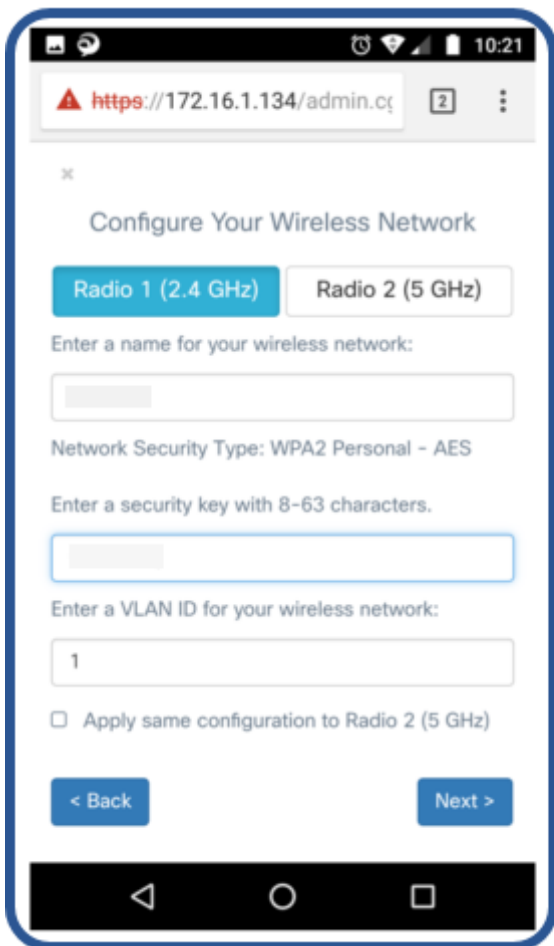 10:21
https://172.16.1.134/admin.cg
2
×
Configure Your Wireless Network
Radio 1 (2.4 GHz) Radio 2 (5 GHz)
Enter a name for your wireless network:
Network Security Type: WPA2 Personal - AES
Enter a security key with 8-63 characters.
Enter a VLAN ID for your wireless network:
1
Apply same configuration to Radio 2 (5 GHz)
< Back Next >